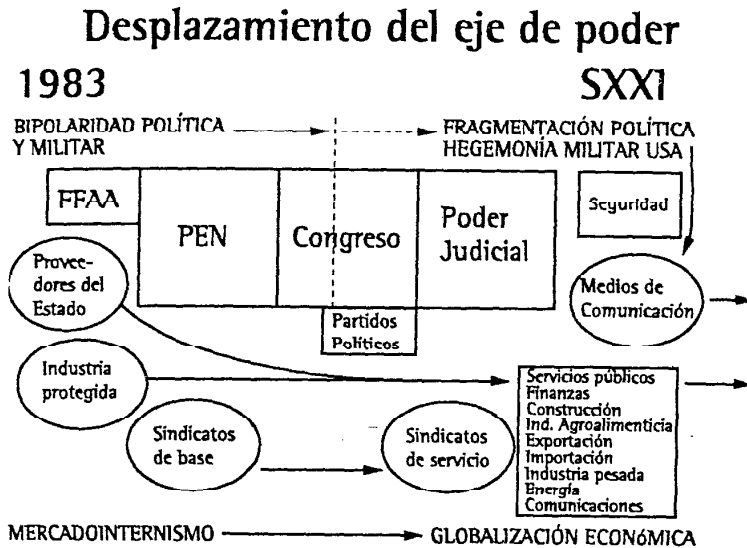 Desplazamiento del eje de poder
1983
SXXI
BIPOLARIDAD POLÍTICA
Y MILITAR
FRAGMENTACIÓN POLÍTICA
HEGEMONÍA MILITAR USA
FFAA
PEN
Congreso
Poder
Judicial
Seguridad
Provee-
dores del
Estado
Medios de
Comunicación
Partidos
Políticos
Industria
protegida
Servicios públicos
Finanzas
Construcción
Ind. Agroalimenticia
Exportación
Importación
Industria pesada
Energía
Comunicaciones
Sindicatos
de base
Sindicatos
de servicio
MERCADOINTERNISMO
GLOBALIZACIÓN ECONóMICA